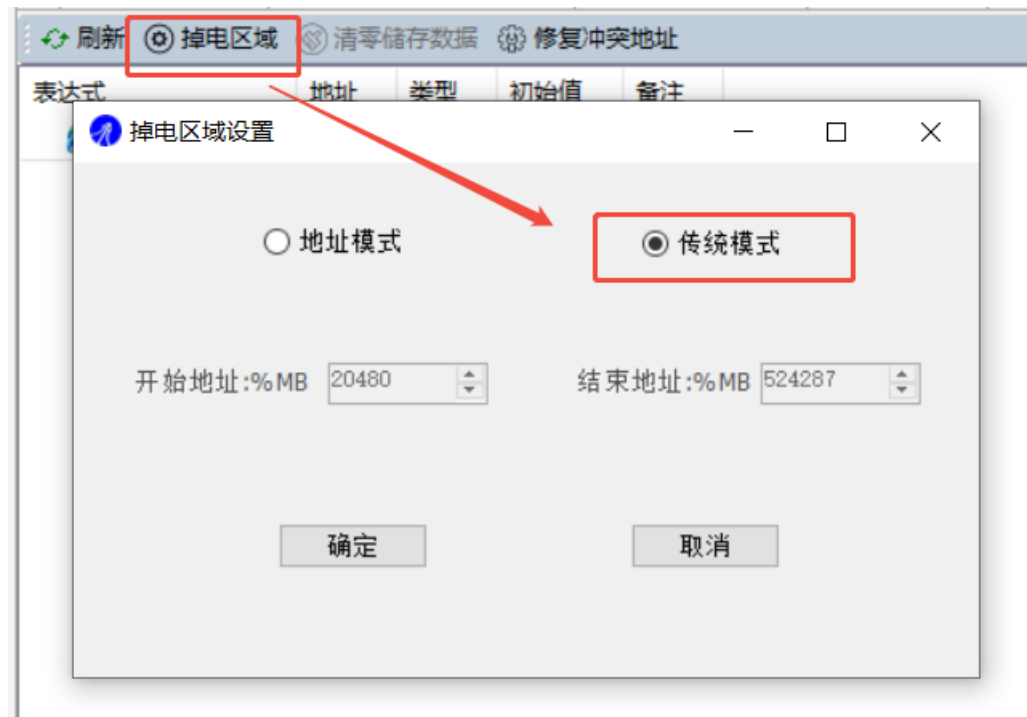 刷新 掉电区域 清零储存数据 修复冲突地址
表达式 地址 类型 初始值 备注
掉电区域设置
地址模式 传统模式
开始地址:%MB 20480 结束地址:%MB 524287
确定 取消